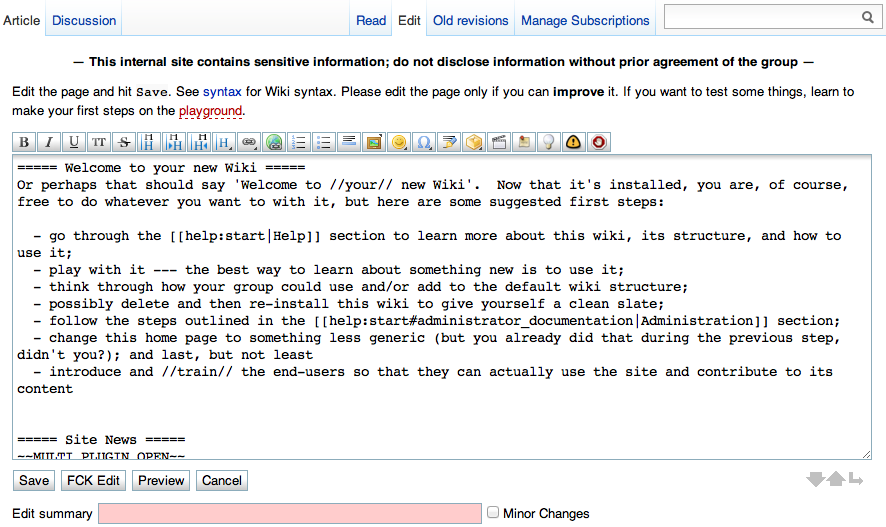 Article Discussion Read Edit Old revisions Manage Subscriptions
— This internal site contains sensitive information; do not disclose information without prior agreement of the group —
Edit the page and hit Save. See syntax for Wiki syntax. Please edit the page only if you can improve it. If you want to test some things, learn to
make your first steps on the playground.
B I U TT S H H H H
===== Welcome to your new Wiki =====
Or perhaps that should say 'Welcome to //your// new Wiki'.  Now that it's installed, you are, of course,
free to do whatever you want to with it, but here are some suggested first steps:
  - go through the [[help:start|Help]] section to learn more about this wiki, its structure, and how to
use it;
  - play with it --- the best way to learn about something new is to use it;
  - think through how your group could use and/or add to the default wiki structure;
  - possibly delete and then re-install this wiki to give yourself a clean slate;
  - follow the steps outlined in the [[help:start#administrator_documentation|Administration]] section;
  - change this home page to something less generic (but you already did that during the previous step,
didn't you?); and last, but not least
  - introduce and //train// the end-users so that they can actually use the site and contribute to its
content
===== Site News =====
~~MULTI_PLUGIN_OPEN~~
Save FCK Edit Preview Cancel
Edit summary Minor Changes